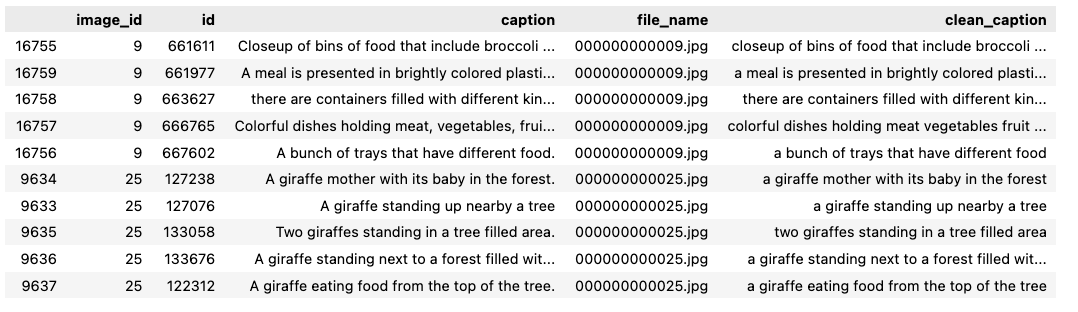 image_id id caption file_name clean_caption
16755 9 661611 Closeup of bins of food that include broccoli ... 000000000009.jpg closeup of bins of food that include broccoli ...
16759 9 661977 A meal is presented in brightly colored plasti... 000000000009.jpg a meal is presented in brightly colored plasti...
16758 9 663627 there are containers filled with different kin... 000000000009.jpg there are containers filled with different kin...
16757 9 666765 Colorful dishes holding meat, vegetables, frui... 000000000009.jpg colorful dishes holding meat vegetables fruit ...
16756 9 667602 A bunch of trays that have different food. 000000000009.jpg a bunch of trays that have different food
9634 25 127238 A giraffe mother with its baby in the forest. 000000000025.jpg a giraffe mother with its baby in the forest
9633 25 127076 A giraffe standing up nearby a tree 000000000025.jpg a giraffe standing up nearby a tree
9635 25 133058 Two giraffes standing in a tree filled area. 000000000025.jpg two giraffes standing in a tree filled area
9636 25 133676 A giraffe standing next to a forest filled wit... 000000000025.jpg a giraffe standing next to a forest filled wit...
9637 25 122312 A giraffe eating food from the top of the tree. 000000000025.jpg a giraffe eating food from the top of the tree